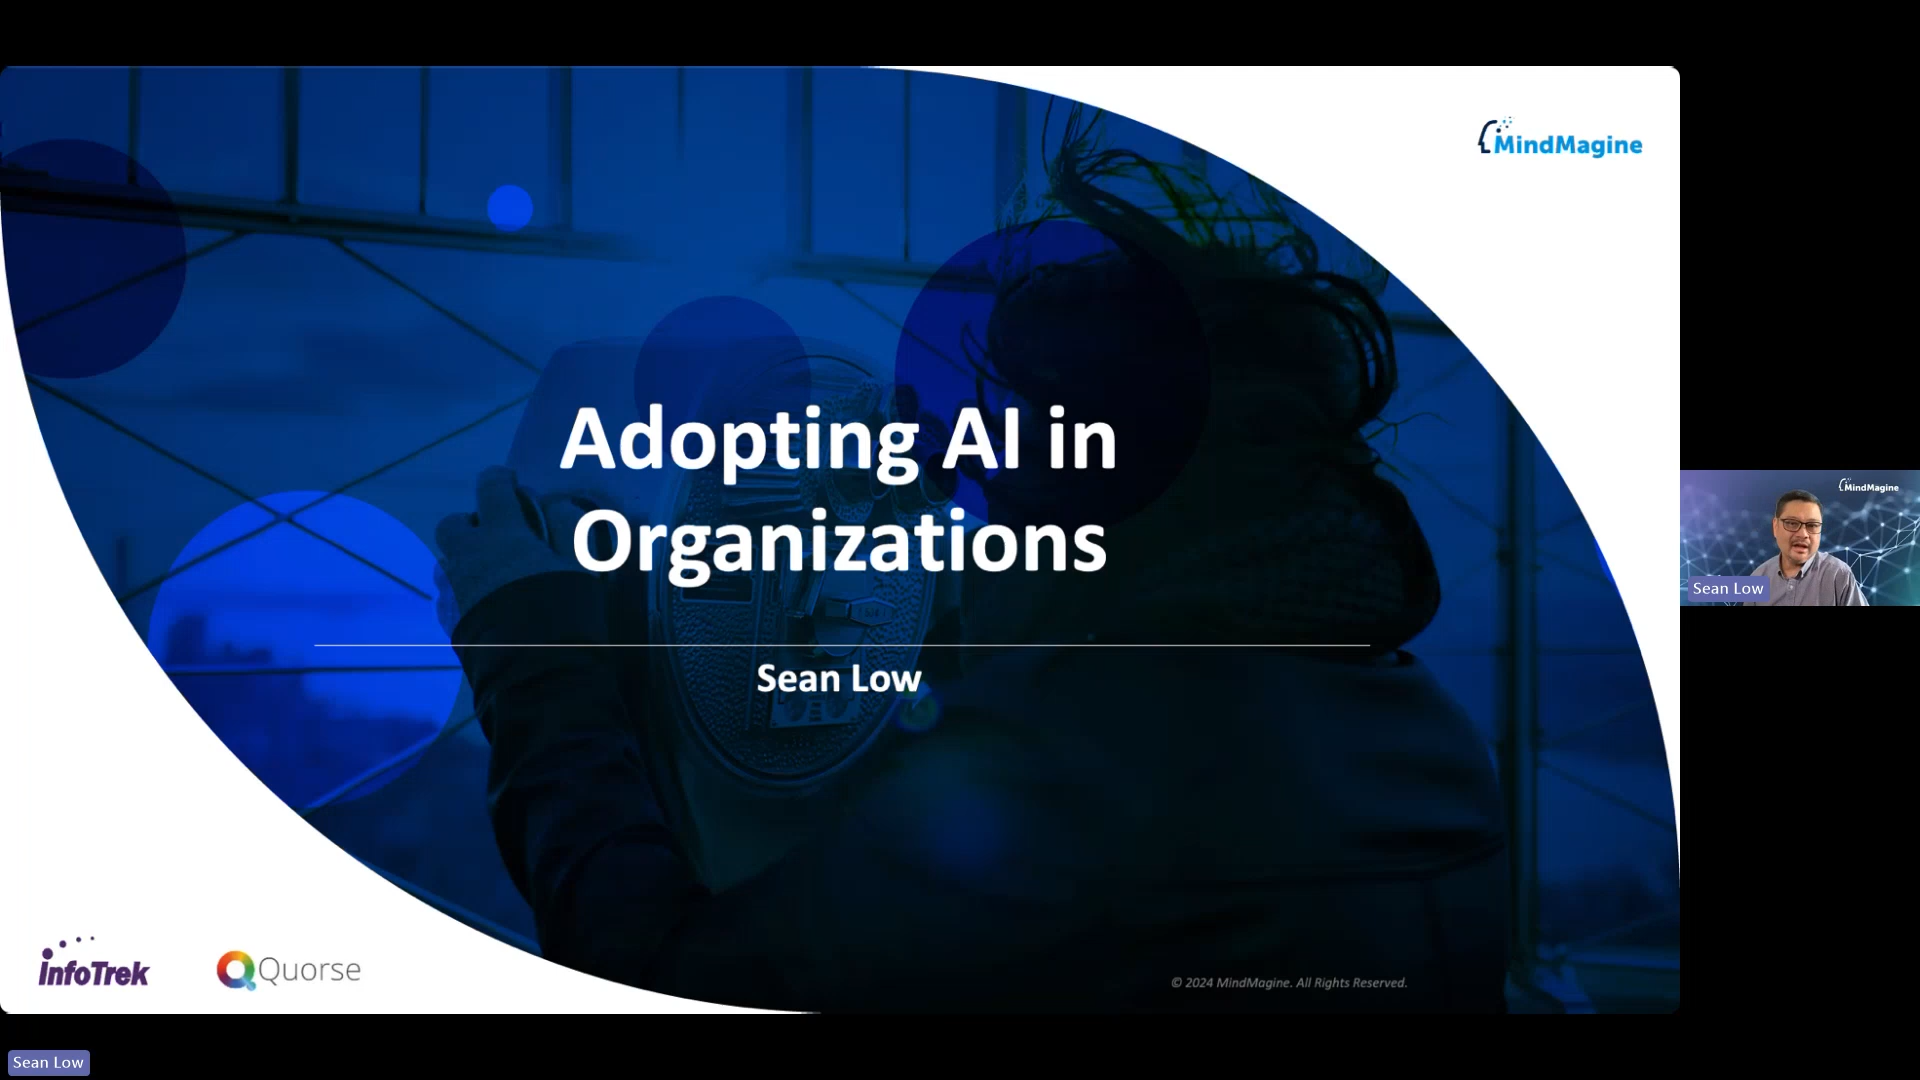 MindMagine
Adopting AI in
Organizations
Sean Low
MindMagine
Sean Low
InfoTrek
Quorse
© 2024 MindMagine. All Rights Reserved.
Sean Low